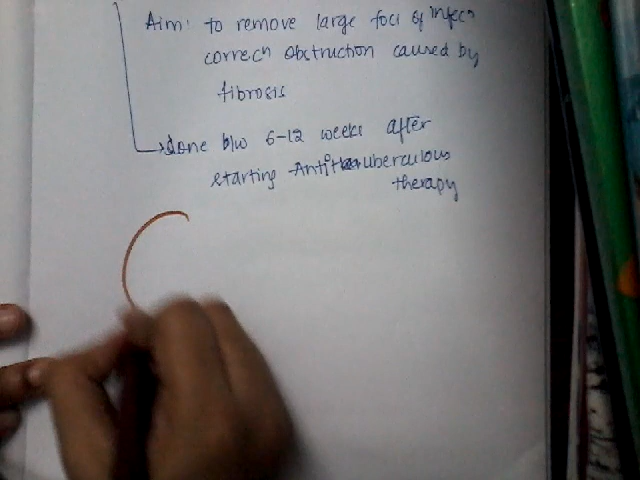 Aim: to remove large foci of infecn
correcn obstruction caused by
fibrosis
done b/w 6-12 weeks after
starting Antituberculous
therapy